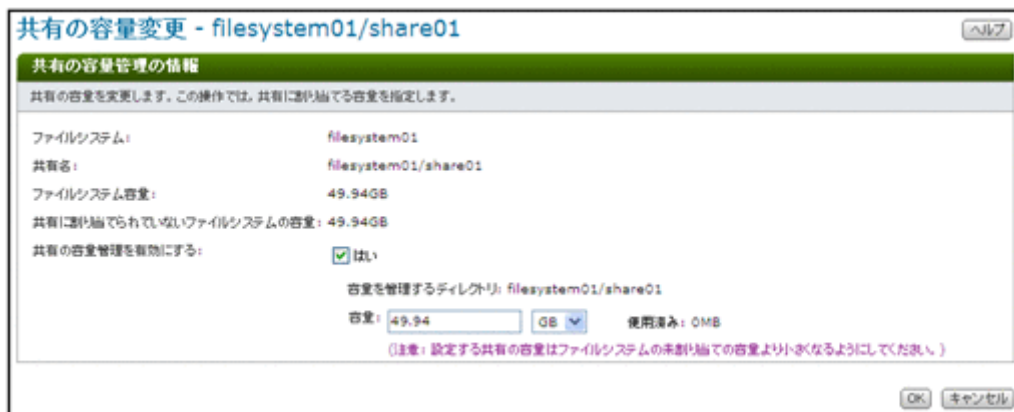 共有の容量変更 - filesystem01/share01
ヘルプ
共有の容量管理の情報
共有の容量を変更します。この操作では、共有に割り当てる容量を指定します。
ファイルシステム: filesystem01
共有名: filesystem01/share01
ファイルシステム容量: 49.94GB
共有に割り当てられていないファイルシステムの容量: 49.94GB
共有の容量管理を有効にする: はい
容量を管理するディレクトリ: filesystem01/share01
容量: 49.94 GB 使用済み: 0MB
(注意: 設定する共有の容量はファイルシステムの未割り当ての容量より小さくなるようにしてください。)
OK キャンセル